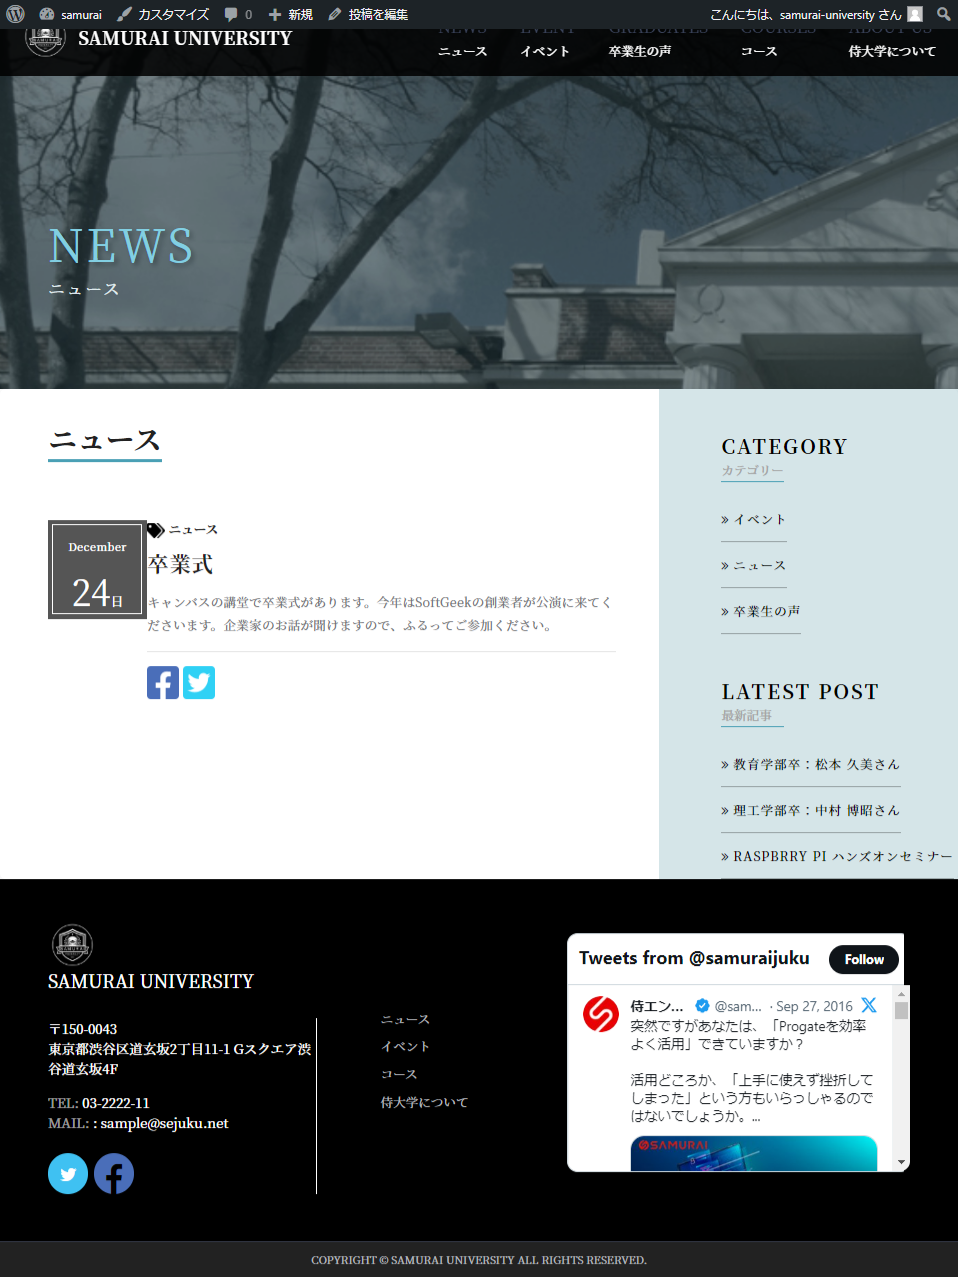 samurai カスタマイズ 0 新規 投稿を編集 こんにちは、samurai-university さん
SAMURAI UNIVERSITY
NEWS EVENT GRADUATES COURSES ABOUT US
ニュース イベント 卒業生の声 コース 侍大学について
NEWS
ニュース
ニュース
December
24日
ニュース
卒業式
キャンパスの講堂で卒業式があります。今年はSoftGeekの創業者が公演に来てく
ださいます。企業家のお話が聞けますので、ふるってご参加ください。
CATEGORY
カテゴリー
» イベント
» ニュース
» 卒業生の声
LATEST POST
最新記事
» 教育学部卒：松本 久美さん
» 理工学部卒：中村 博昭さん
» RASPBRRY PI ハンズオンセミナー
SAMURAI UNIVERSITY
〒150-0043
東京都渋谷区道玄坂2丁目11-1 Gスクエア渋
谷道玄坂4F
TEL: 03-2222-11
MAIL: : sample@sejuku.net
ニュース
イベント
コース
侍大学について
Tweets from @samuraijuku Follow
侍エン... @sam... · Sep 27, 2016
突然ですがあなたは、「Progateを効率
よく活用」できていますか？
活用どころか、「上手に使えず挫折して
しまった」という方もいらっしゃるので
はないでしょうか。...
SAMURAI
COPYRIGHT © SAMURAI UNIVERSITY ALL RIGHTS RESERVED.